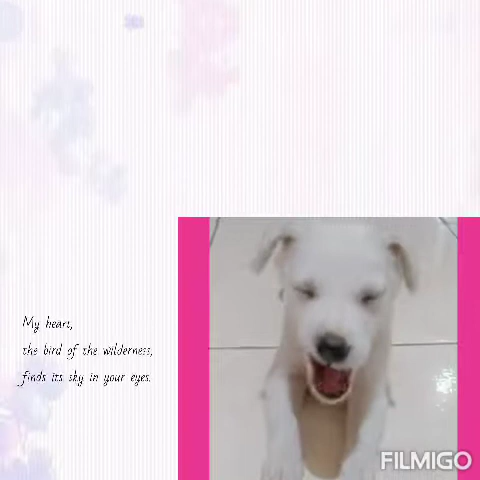 My heart,
the bird of the wilderness,
finds its sky in your eyes.
FILMIGO